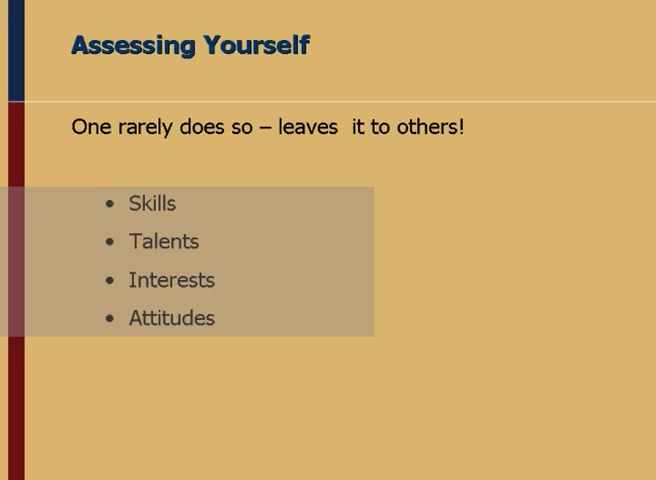 Assessing Yourself
One rarely does so – leaves  it to others!
• Skills
• Talents
• Interests
• Attitudes